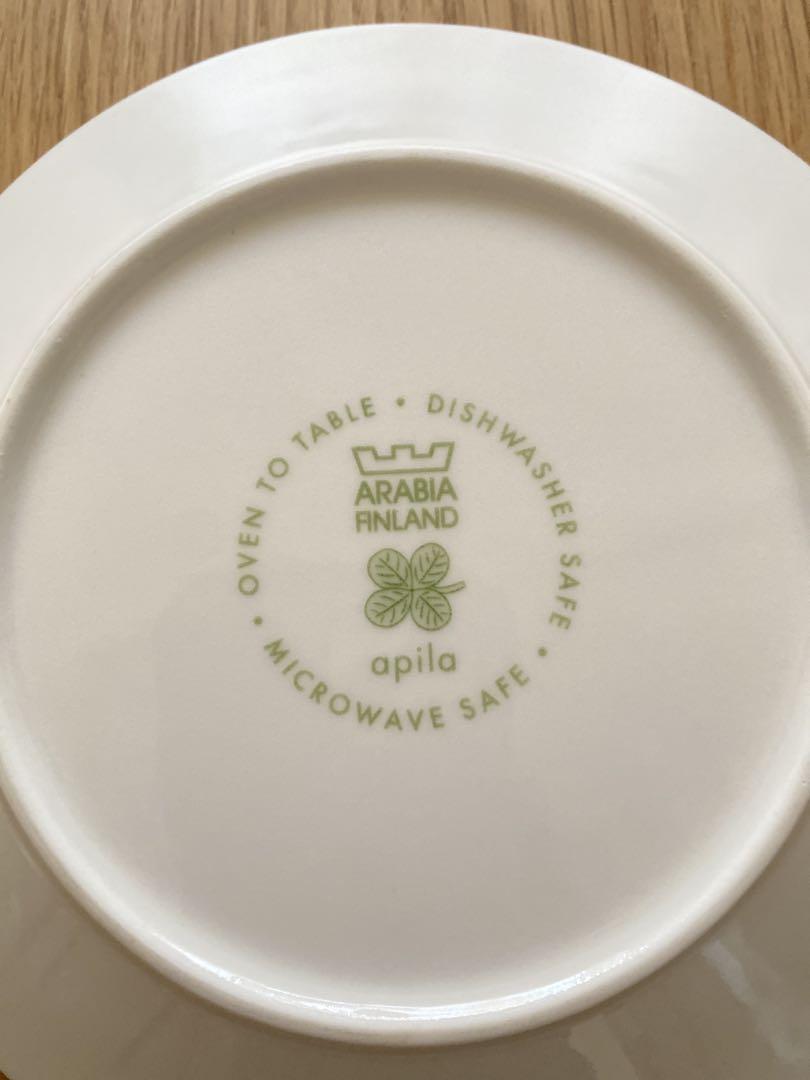 OVEN TO TABLE • DISHWASHER SAFE • MICROWAVE SAFE •
ARABIA
FINLAND
apila